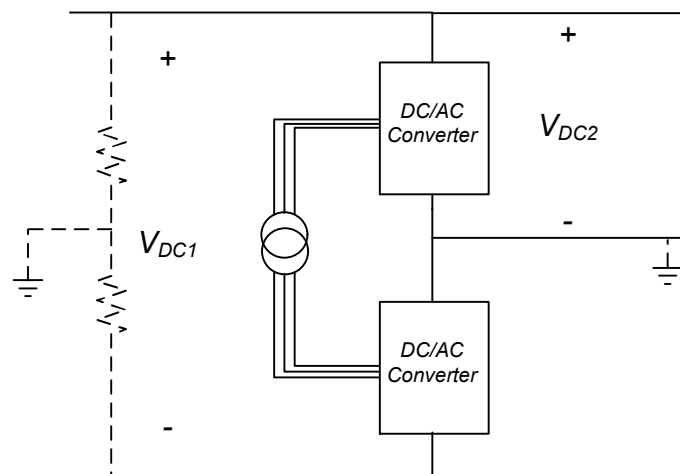 +
+
DC/AC
Converter
V_DC2
-
V_DC1
DC/AC
Converter
-